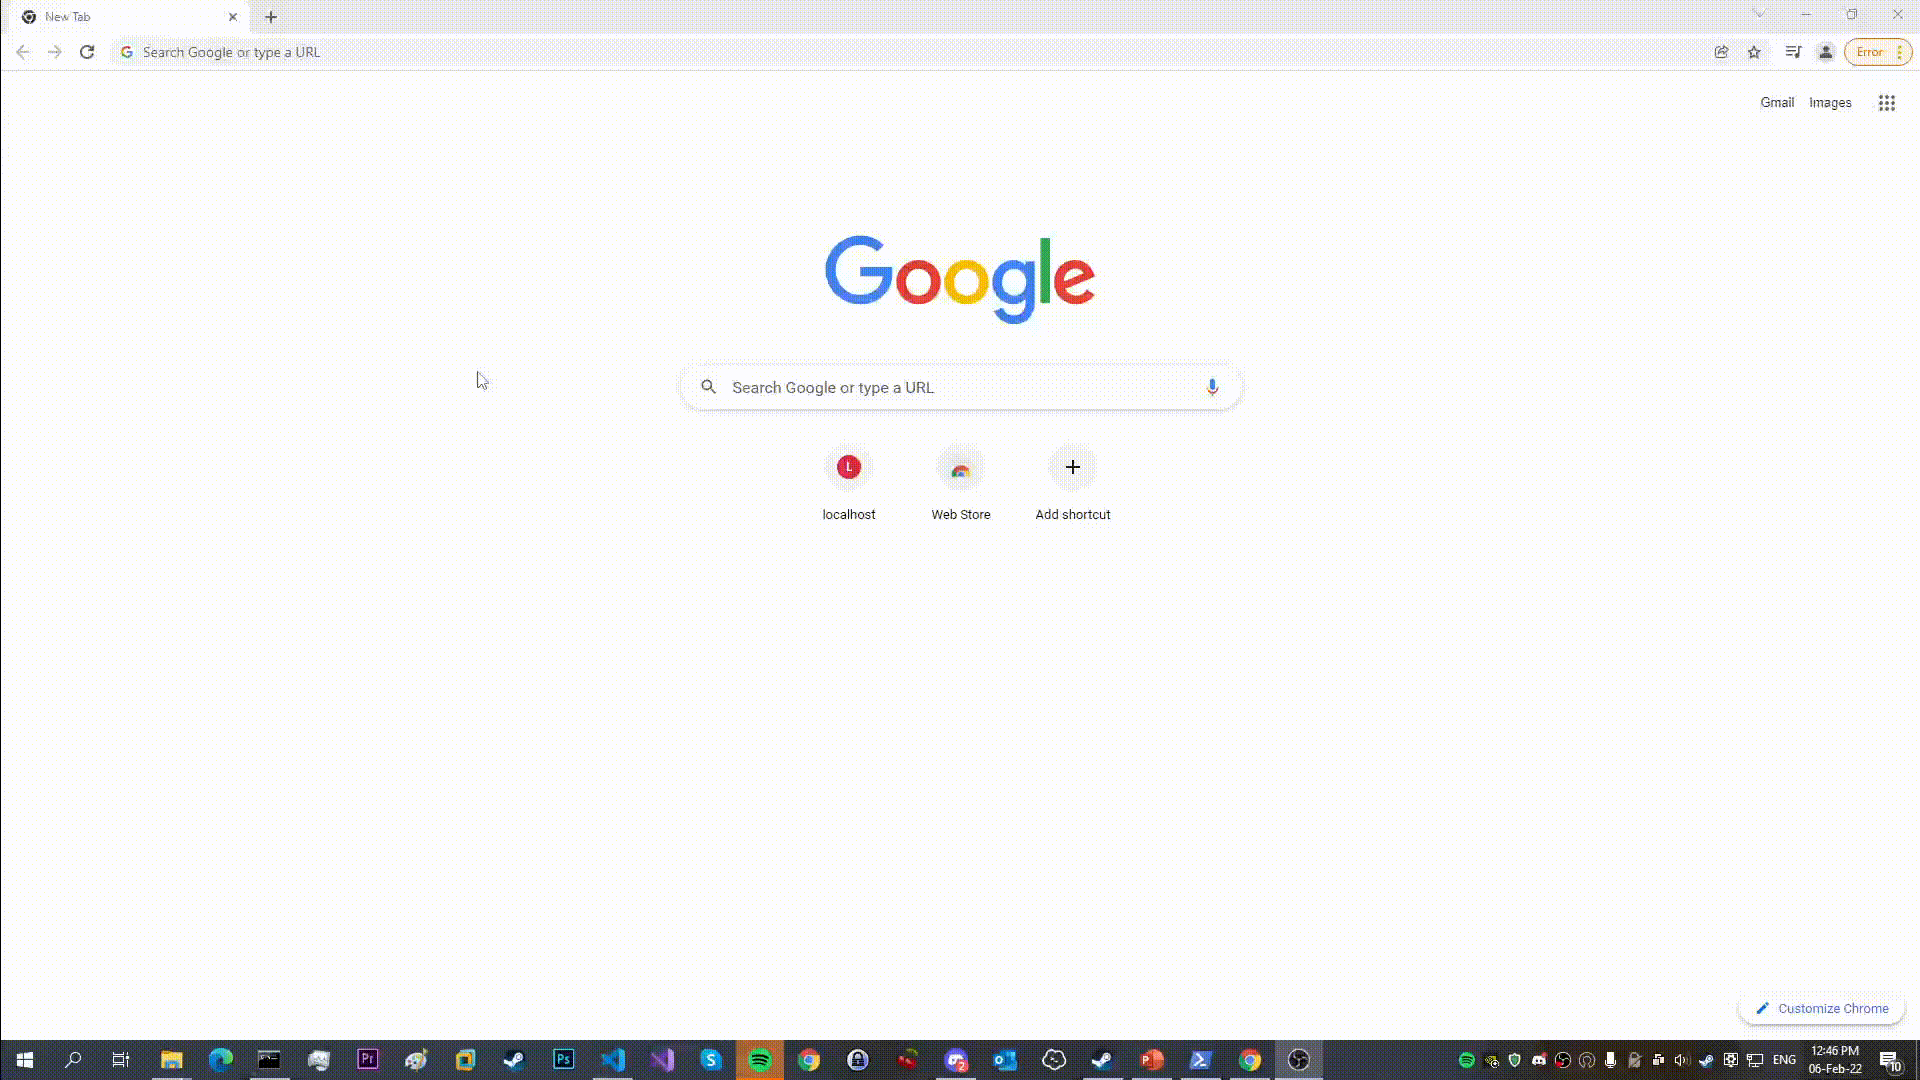 New Tab
Search Google or type a URL
Error
Gmail Images
Google
Search Google or type a URL
L
localhost Web Store Add shortcut
Customize Chrome
Pr
Ps
S
2
ENG
12:46 PM
06-Feb-22
10